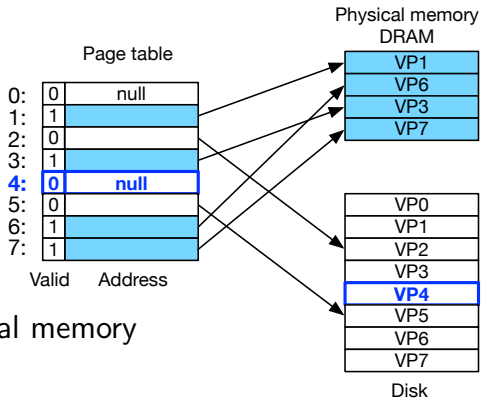 Physical memory
DRAM
Page table
0: 0 null
1: 1
2: 0
3: 1
4: 0 null
5: 0
6: 1
7: 1
Valid Address
VP1
VP6
VP3
VP7
VP0
VP1
VP2
VP3
VP4
VP5
VP6
VP7
Disk
al memory